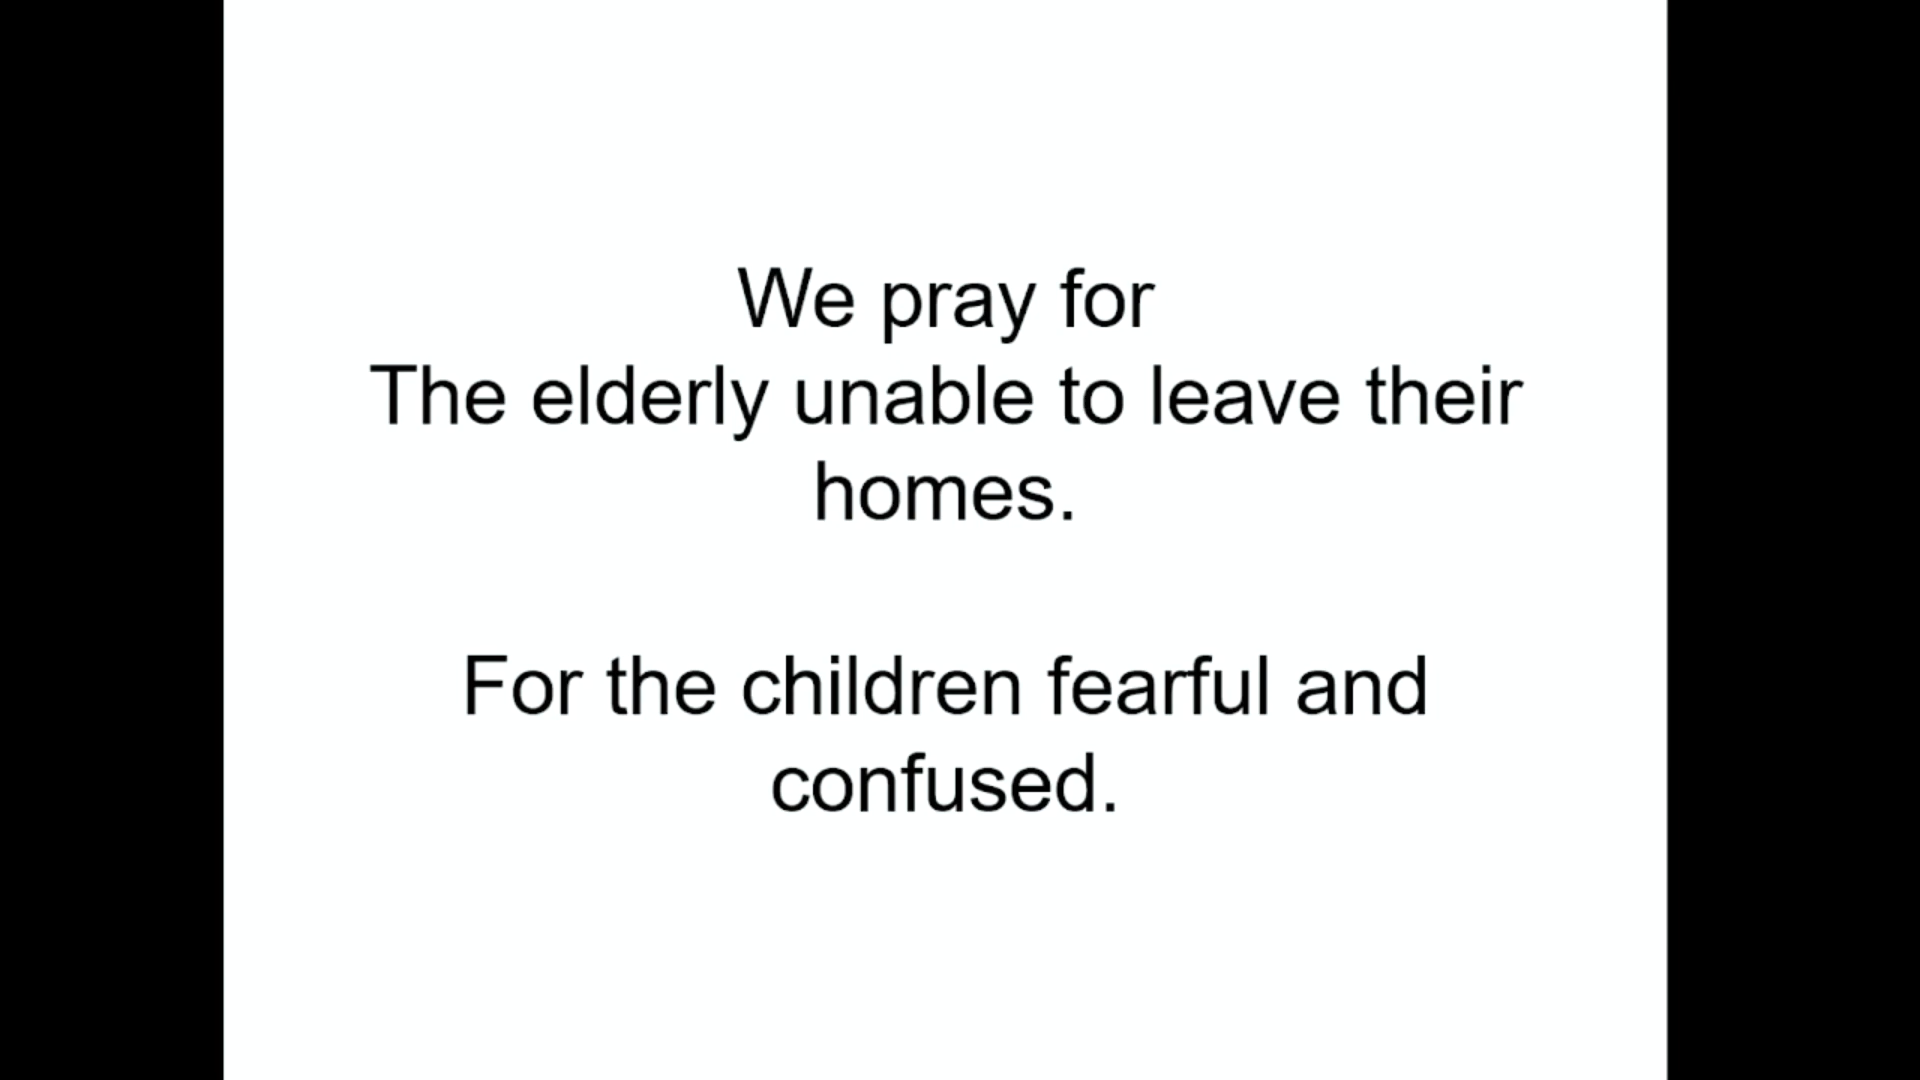 We pray for
The elderly unable to leave their
homes.
For the children fearful and
confused.